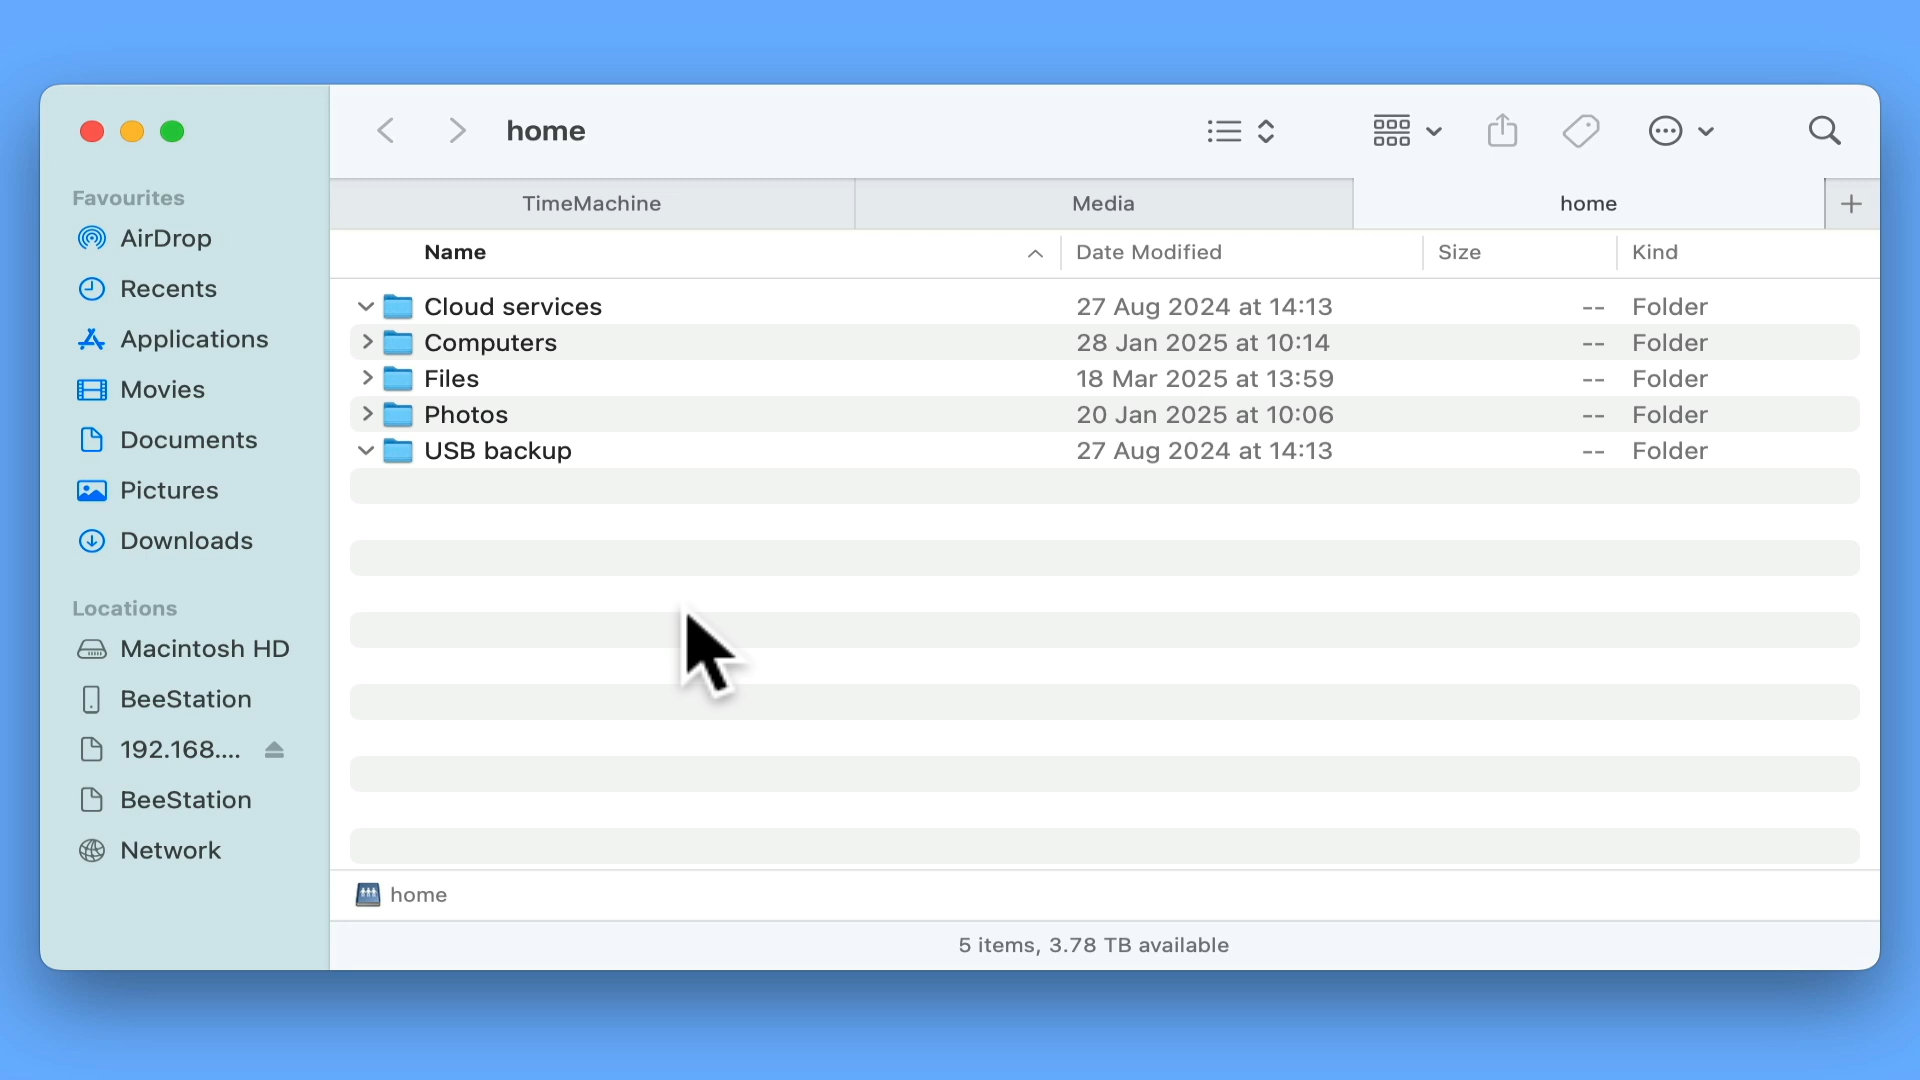 home
TimeMachine
Media
home
Name
Date Modified
Size
Kind
Cloud services 27 Aug 2024 at 14:13 -- Folder
Computers 28 Jan 2025 at 10:14 -- Folder
Files 18 Mar 2025 at 13:59 -- Folder
Photos 20 Jan 2025 at 10:06 -- Folder
USB backup 27 Aug 2024 at 14:13 -- Folder
home
5 items, 3.78 TB available
Favourites
AirDrop
Recents
Applications
Movies
Documents
Pictures
Downloads
Locations
Macintosh HD
BeeStation
192.168....
BeeStation
Network